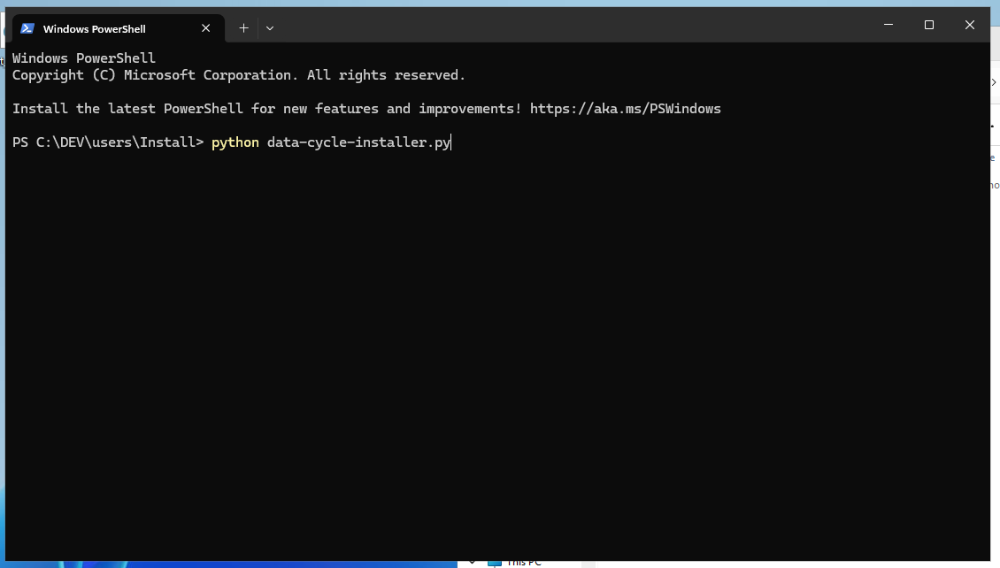 Windows PowerShell
Windows PowerShell
Copyright (C) Microsoft Corporation. All rights reserved.
Install the latest PowerShell for new features and improvements! https://aka.ms/PSWindows
PS C:\DEV\users\Install> python data-cycle-installer.py
This PC